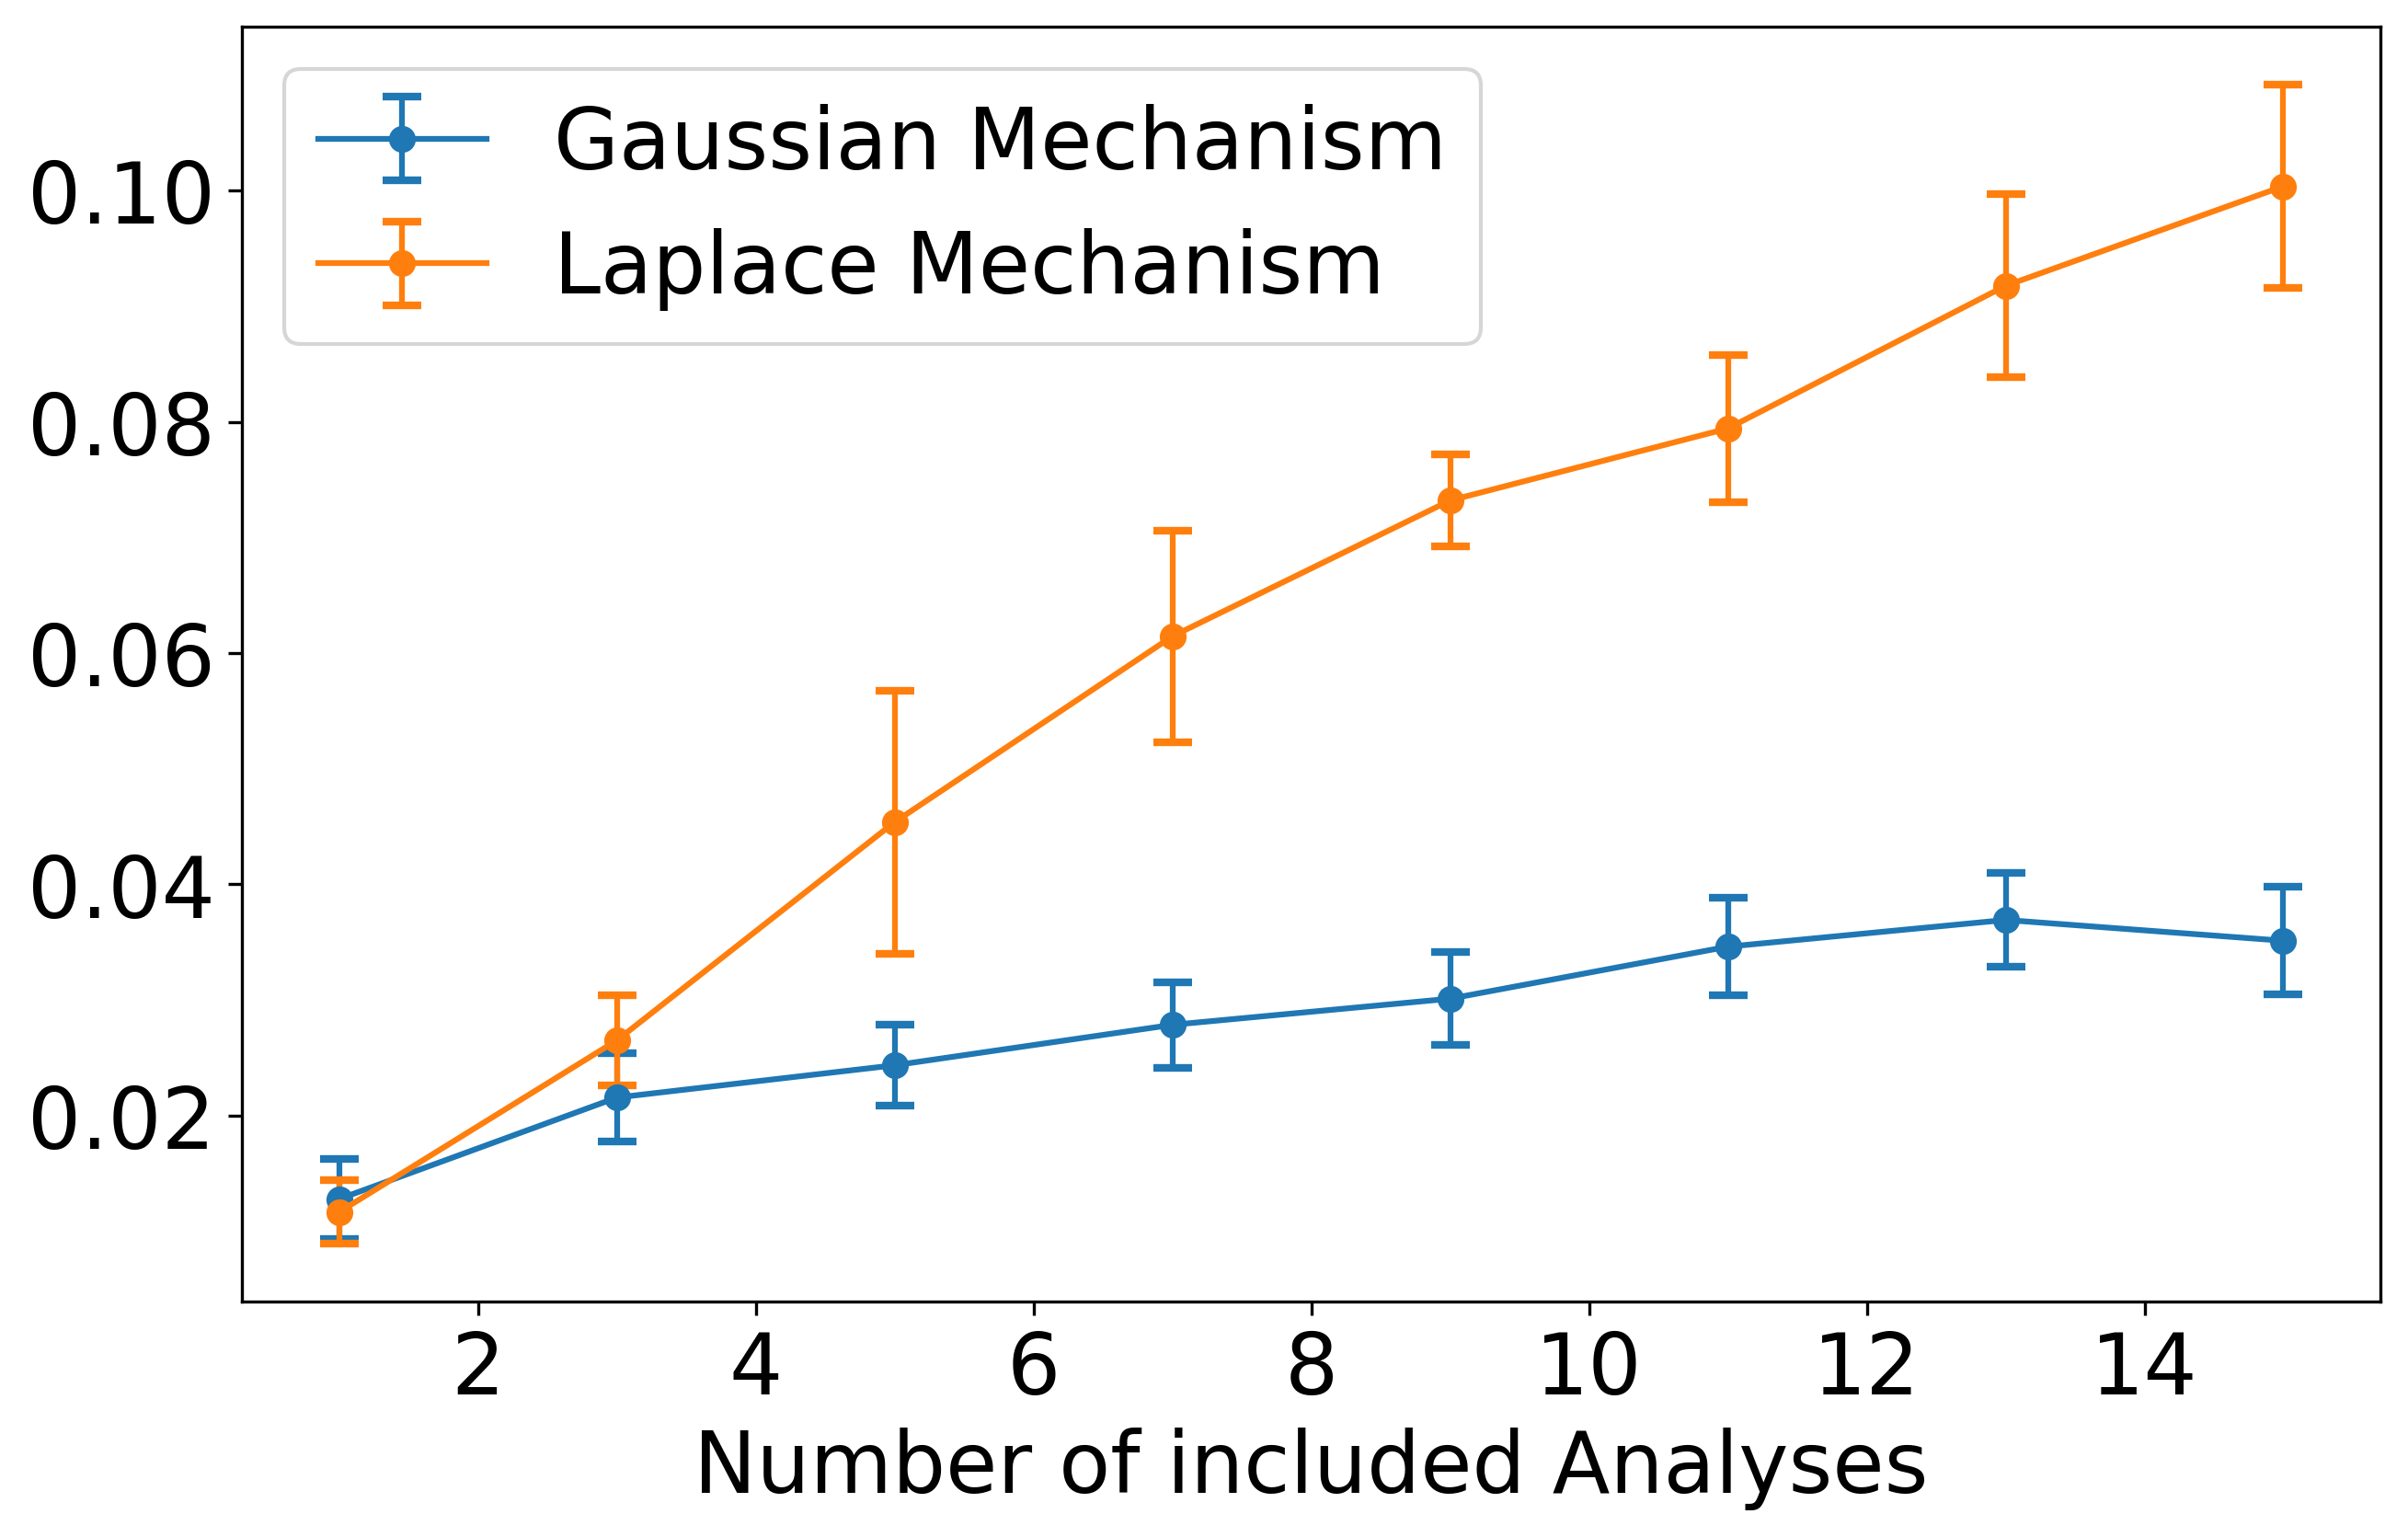 Gaussian Mechanism
Laplace Mechanism
0.10
0.08
0.06
0.04
0.02
2 4 6 8 10 12 14
Number of included Analyses